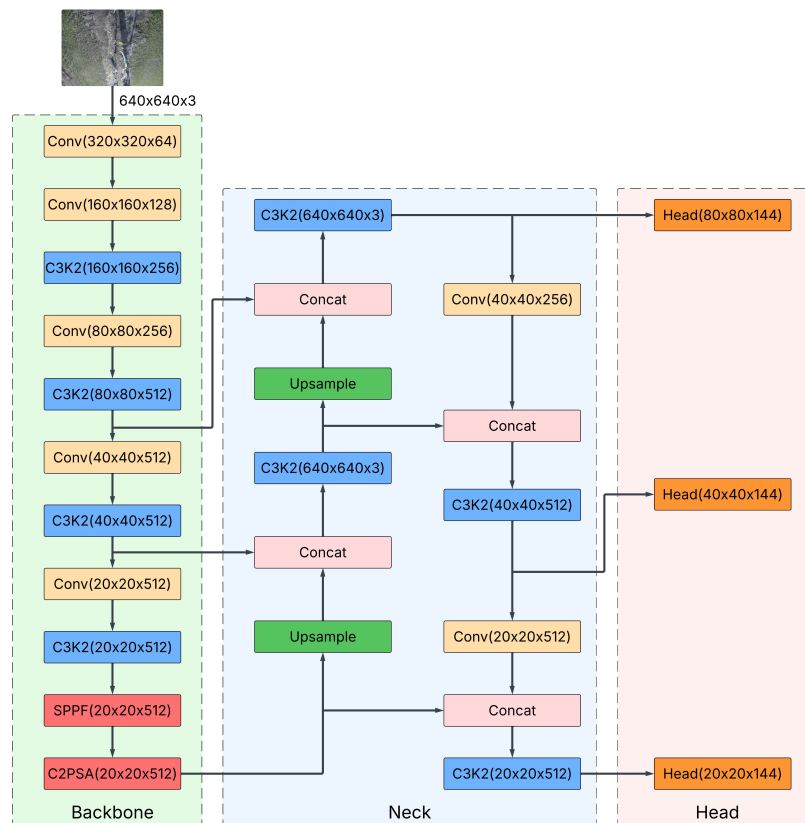 640x640x3
Conv(320x320x64)
Conv(160x160x128)
C3K2(160x160x256)
Conv(80x80x256)
C3K2(80x80x512)
Conv(40x40x512)
C3K2(40x40x512)
Conv(20x20x512)
C3K2(20x20x512)
SPPF(20x20x512)
C2PSA(20x20x512)
Backbone
C3K2(640x640x3)
Concat
Upsample
C3K2(640x640x3)
Concat
Upsample
Conv(40x40x256)
Concat
C3K2(40x40x512)
Conv(20x20x512)
Concat
C3K2(20x20x512)
Neck
Head(80x80x144)
Head(40x40x144)
Head(20x20x144)
Head